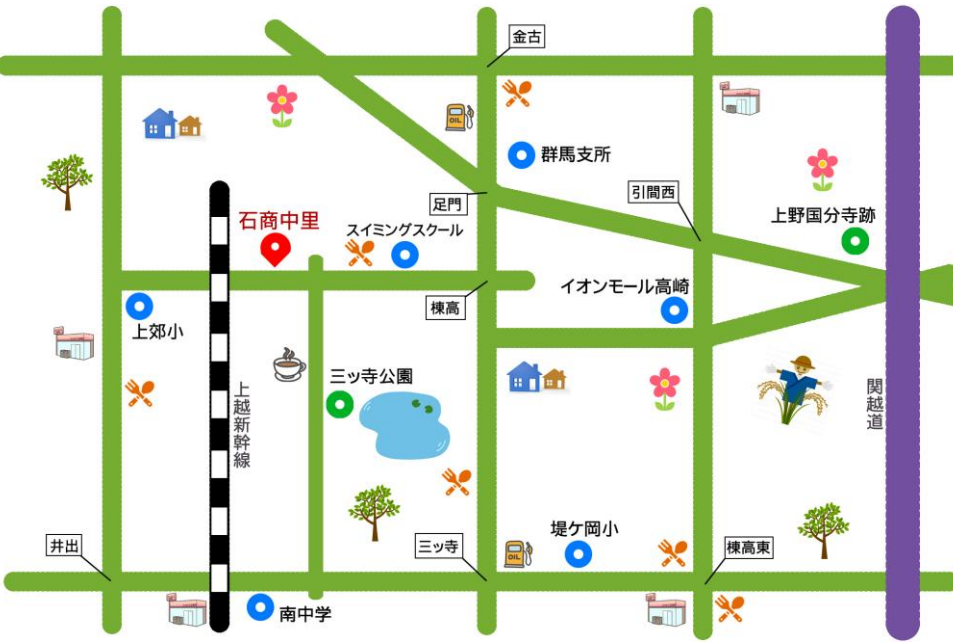 金古
群馬支所
足門
引間西
石商中里
スイミングスクール
上野国分寺跡
イオンモール高崎
棟高
上郊小
三ッ寺公園
上越新幹線
関越道
井出
三ッ寺
堤ケ岡小
棟高東
南中学
OIL
OIL